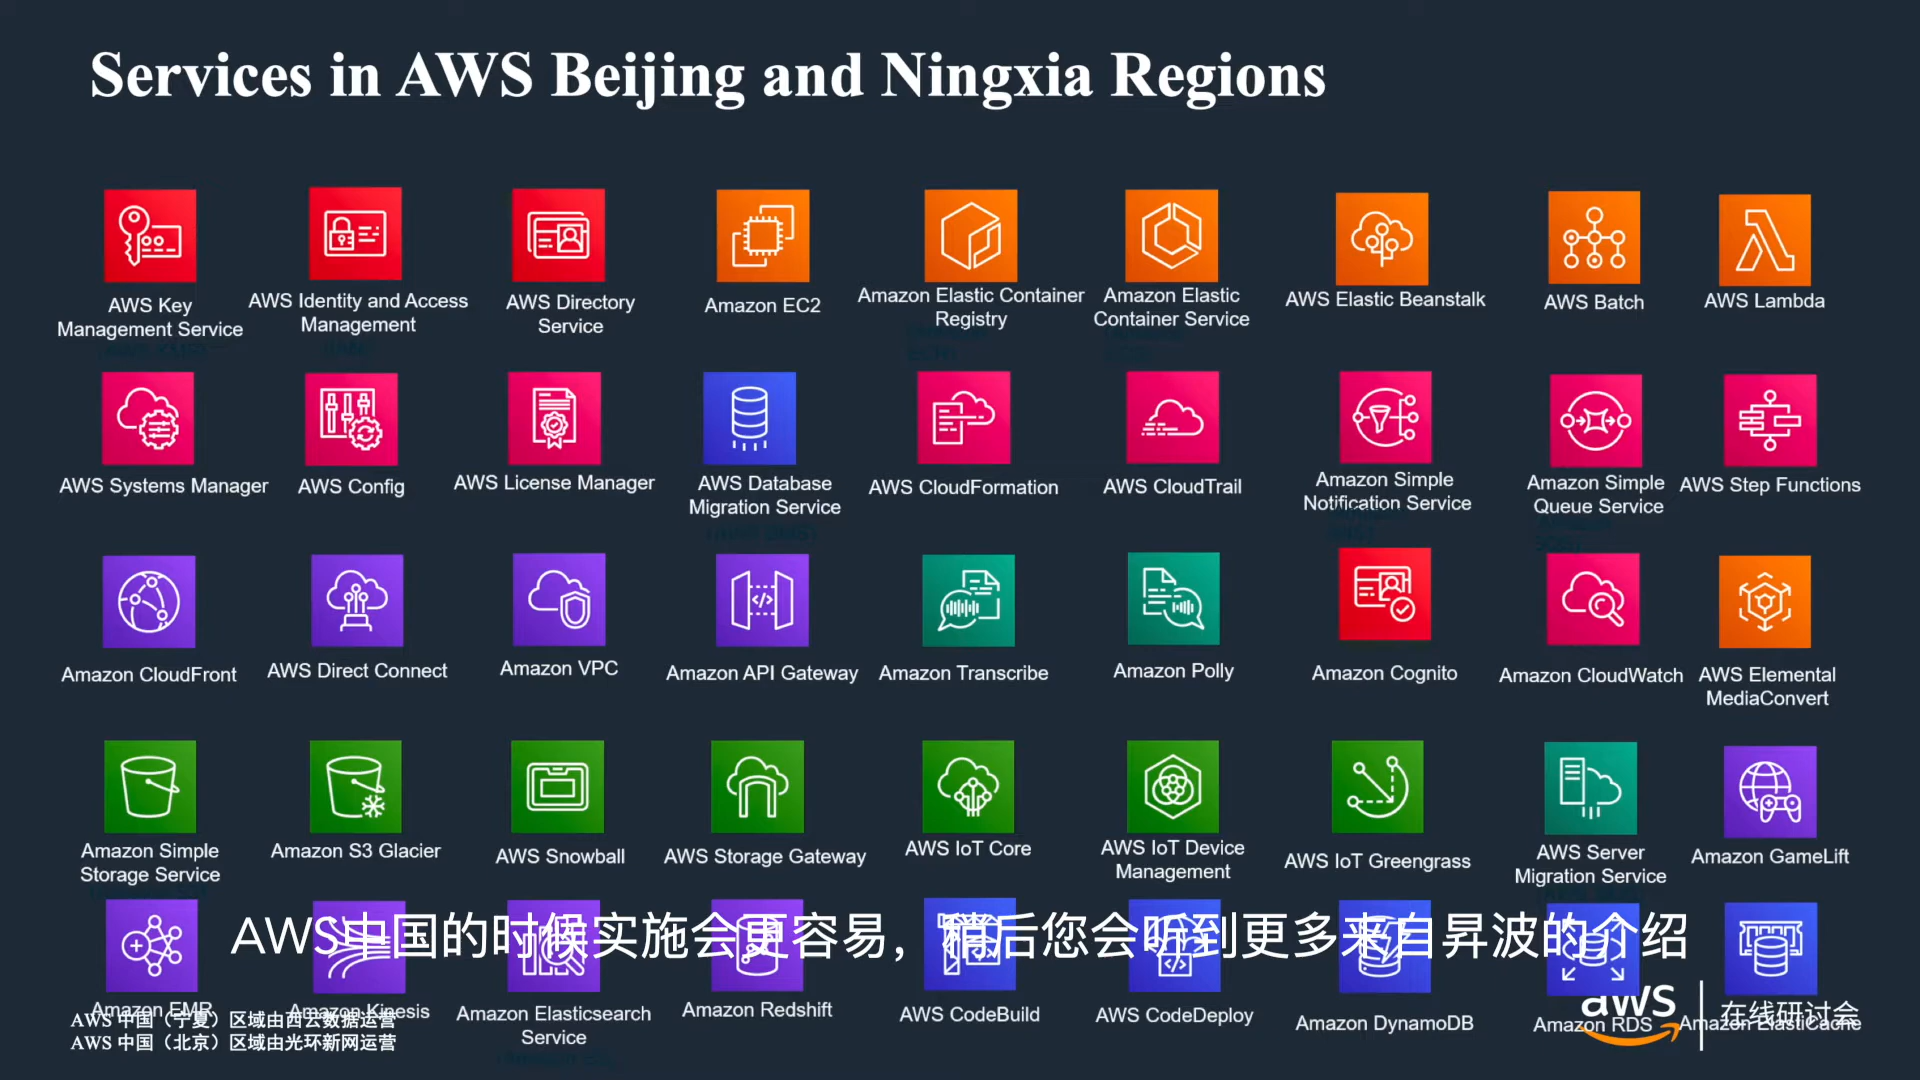 Services in AWS Beijing and Ningxia Regions
AWS Key
Management Service
AWS Identity and Access
Management
AWS Directory
Service
Amazon EC2
Amazon Elastic Container
Registry
Amazon Elastic
Container Service
AWS Elastic Beanstalk
AWS Batch
AWS Lambda
AWS Systems Manager
AWS Config
AWS License Manager
AWS Database
Migration Service
AWS CloudFormation
AWS CloudTrail
Amazon Simple
Notification Service
Amazon Simple
Queue Service
AWS Step Functions
Amazon CloudFront
AWS Direct Connect
Amazon VPC
Amazon API Gateway
Amazon Transcribe
Amazon Polly
Amazon Cognito
Amazon CloudWatch
AWS Elemental
MediaConvert
Amazon Simple
Storage Service
Amazon S3 Glacier
AWS Snowball
AWS Storage Gateway
AWS IoT Core
AWS IoT Device
Management
AWS IoT Greengrass
AWS Server
Migration Service
Amazon GameLift
AWS中国的时候实施会更容易，稍后您会听到更多来自昇波的介绍
Amazon EMR
Amazon Kinesis
Amazon Elasticsearch
Service
Amazon Redshift
AWS CodeBuild
AWS CodeDeploy
Amazon DynamoDB
Amazon RDS
Amazon ElastiCache
AWS 中国（宁夏）区域由西云数据运营
AWS 中国（北京）区域由光环新网运营
aws
在线研讨会